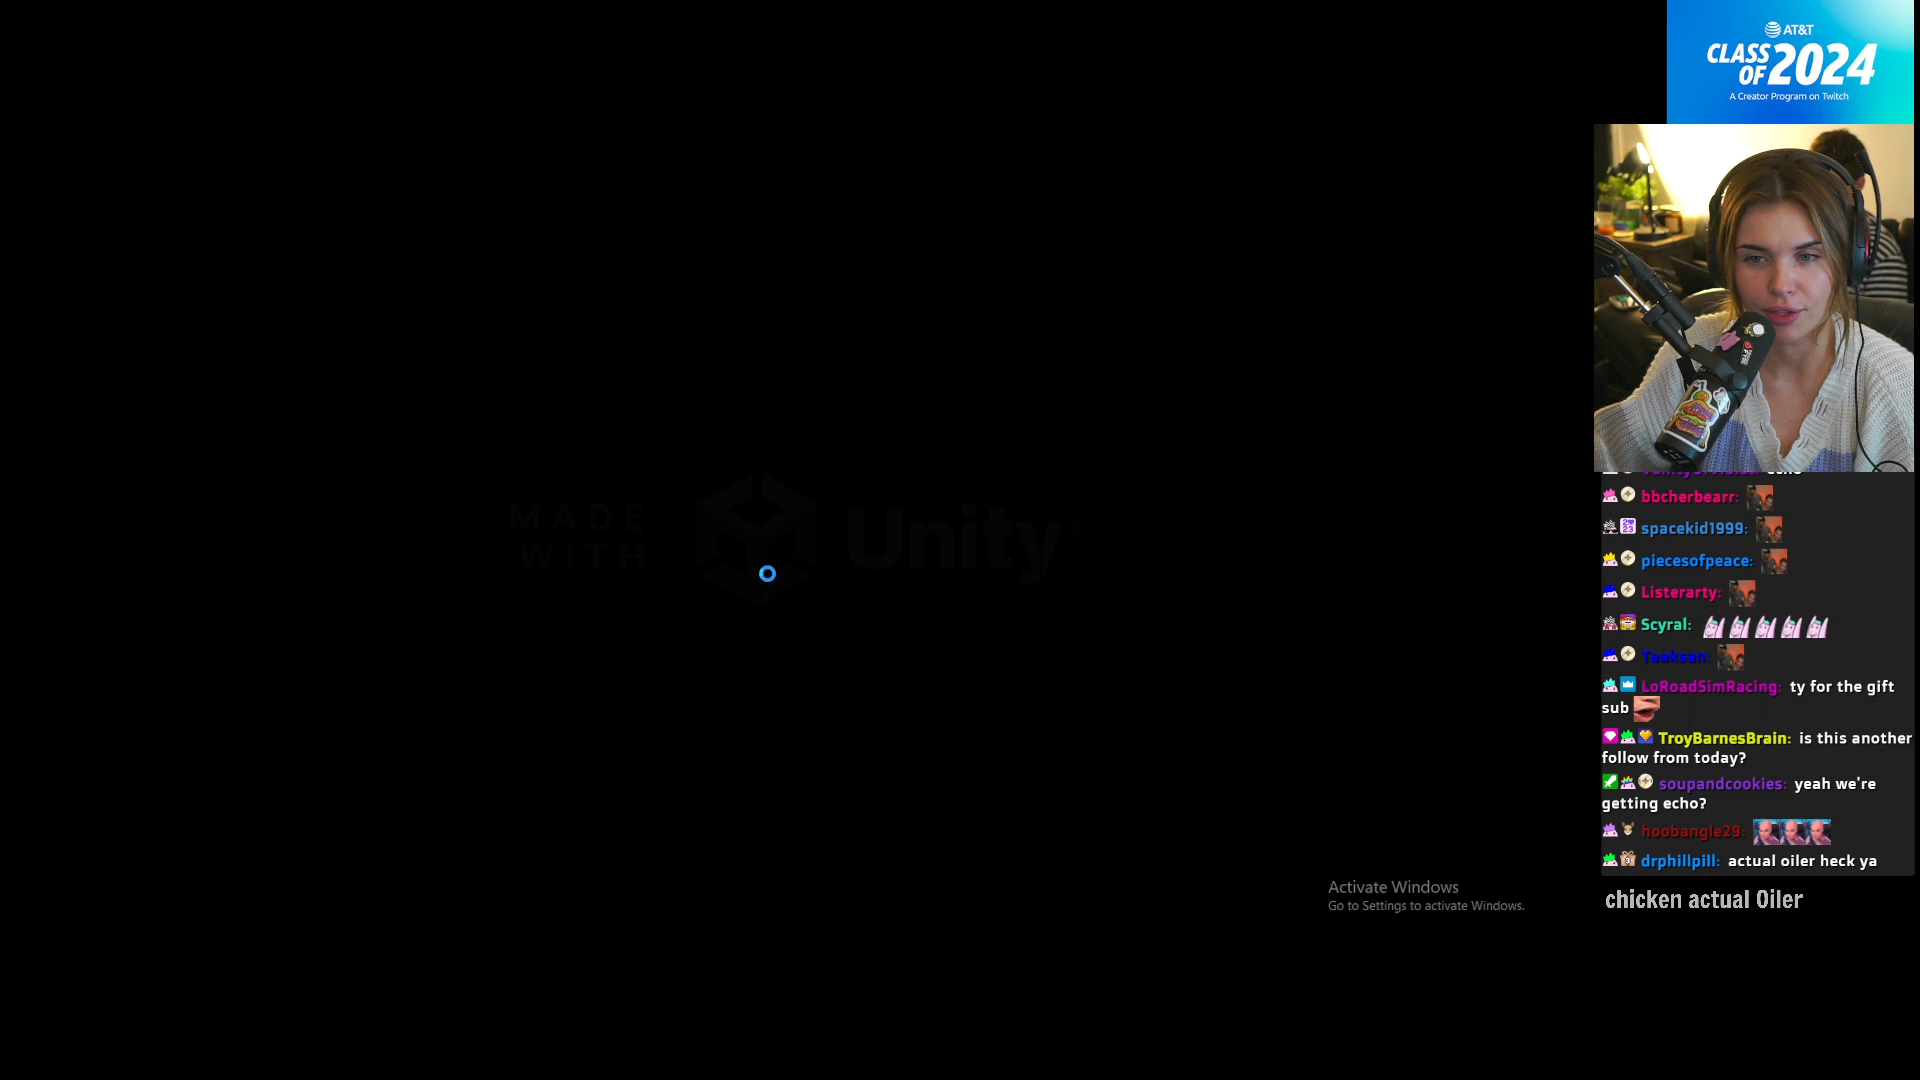 AT&T
CLASS
OF 2024
A Creator Program on Twitch
MADE
WITH
Unity
bbcherbearr:
spacekid1999:
piecesofpeace:
Listerarty:
Scyral:
Taaksan:
LoRoadSimRacing: ty for the gift
sub
TroyBarnesBrain: is this another
follow from today?
soupandcookies: yeah we're
getting echo?
hoobangle29:
drphillpill: actual oiler heck ya
Activate Windows
Go to Settings to activate Windows.
chicken actual Oiler